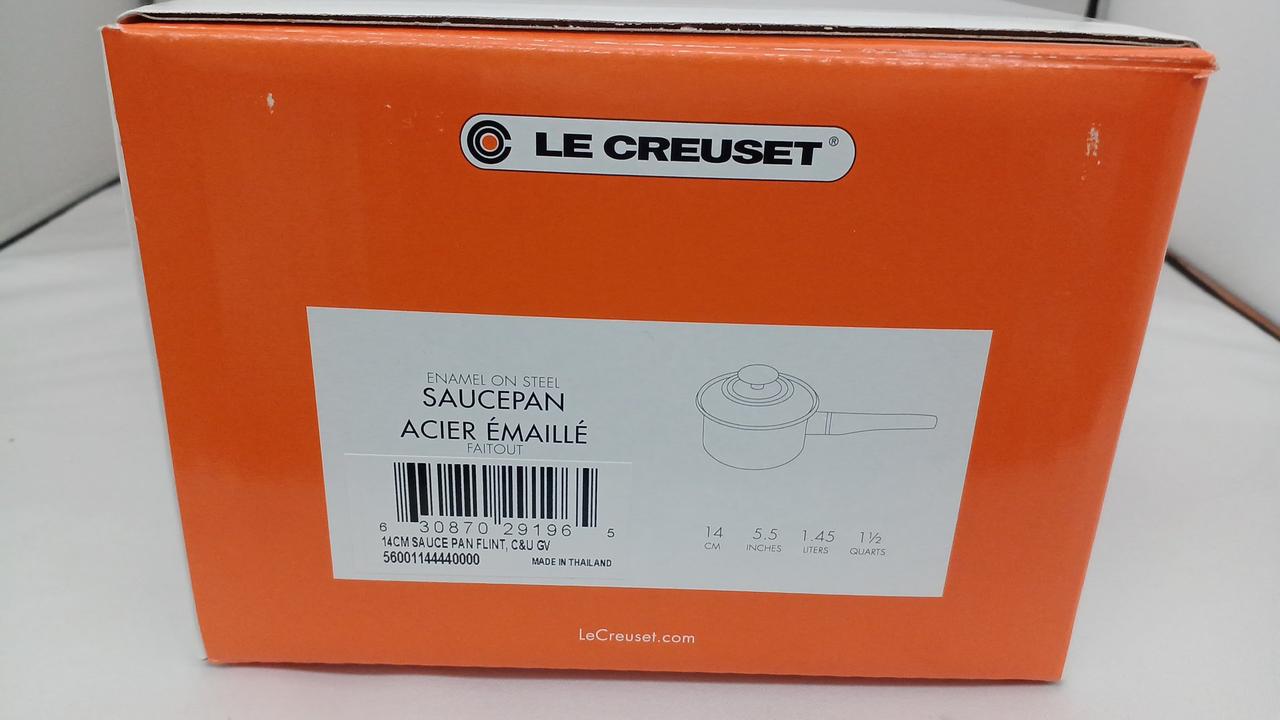 LE CREUSET®
ENAMEL ON STEEL
SAUCEPAN
ACIER ÉMAILLÉ
FAITOUT
6 30870 29196 5
14CM SAUCE PAN FLINT, C&U GV
56001144440000 MADE IN THAILAND
14 5.5 1.45 1½
CM INCHES LITERS QUARTS
LeCreuset.com